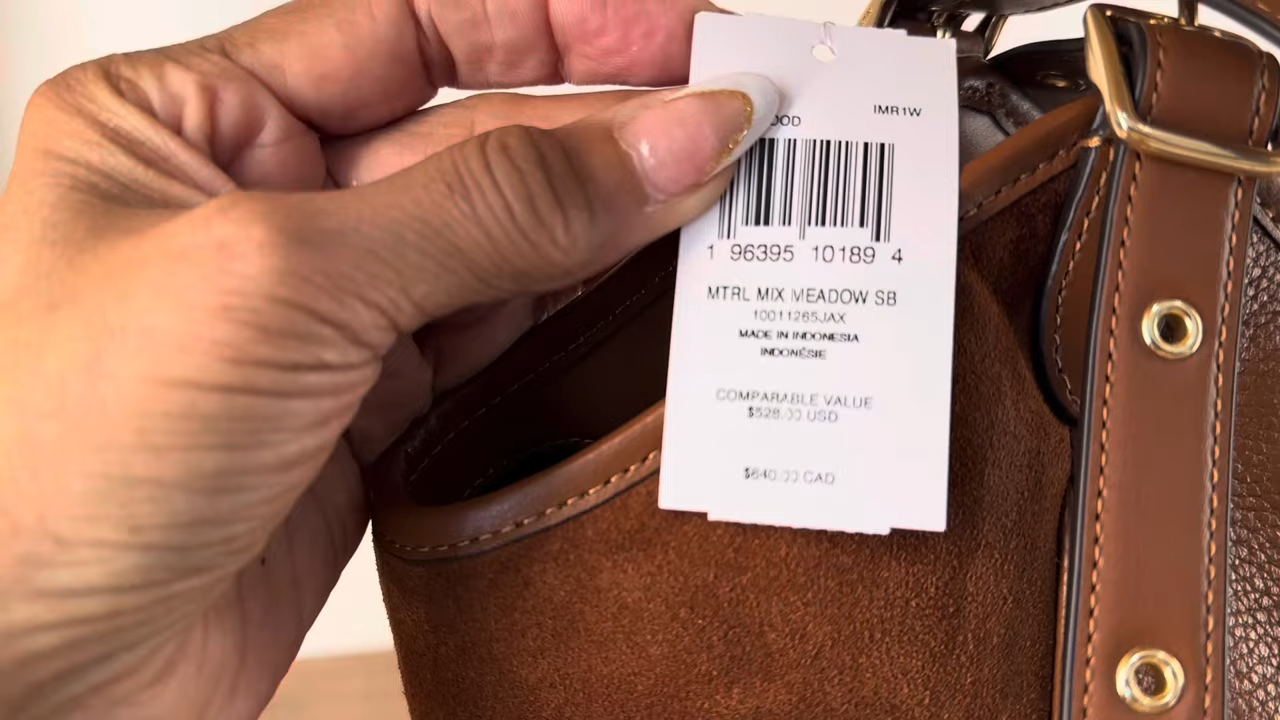 IMR1W
1 96395 10189 4
MTRL MIX MEADOW SB
10011265JAX
MADE IN INDONESIA
INDONÉSIE
COMPARABLE VALUE
$528.00 USD
$640.00 CAD